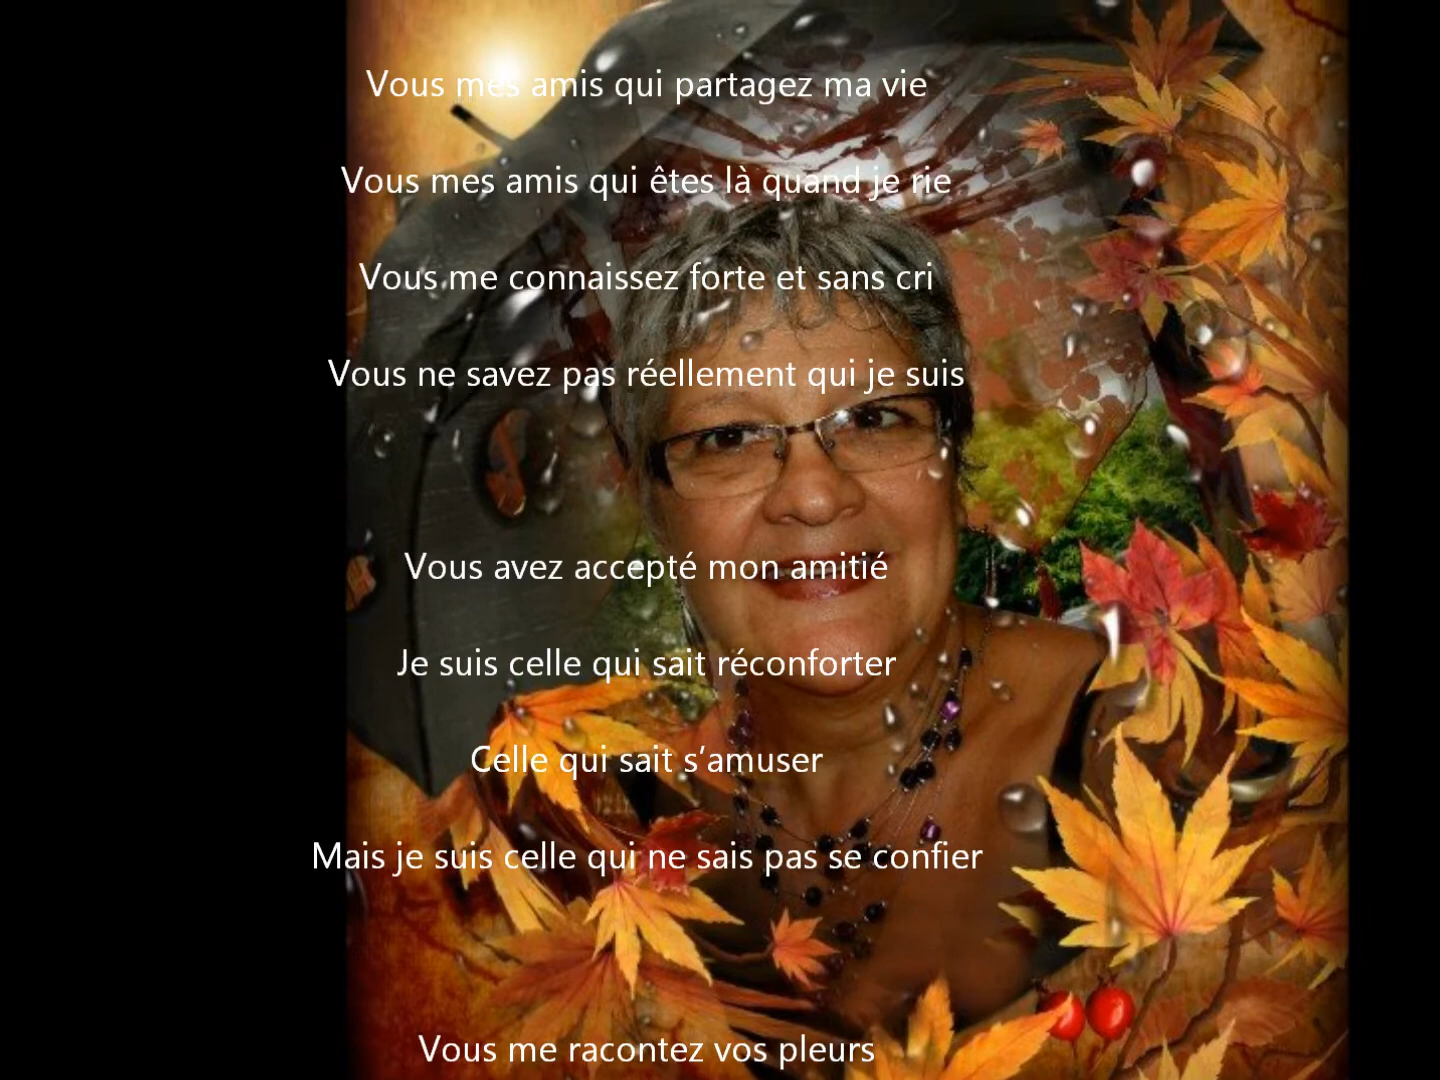 Vous mes amis qui partagez ma vie
Vous mes amis qui êtes là quand je rie
Vous me connaissez forte et sans cri
Vous ne savez pas réellement qui je suis
Vous avez accepté mon amitié
Je suis celle qui sait réconforter
Celle qui sait s’amuser
Mais je suis celle qui ne sais pas se confier
Vous me racontez vos pleurs